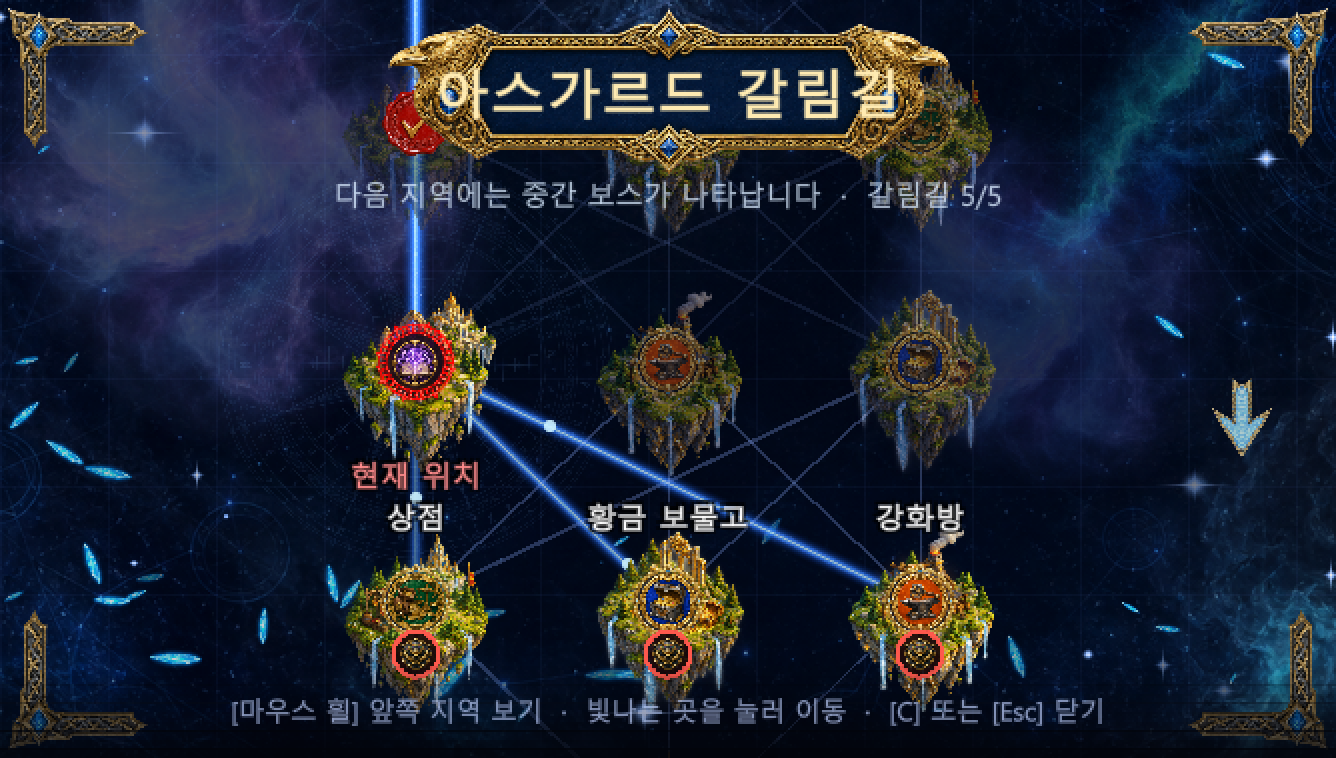 아스가르드 갈림길
다음 지역에는 중간 보스가 나타납니다 · 갈림길 5/5
현재 위치
상점
황금 보물고
강화방
[마우스 휠] 앞쪽 지역 보기 · 빛나는 곳을 눌러 이동 · [C] 또는 [Esc] 닫기